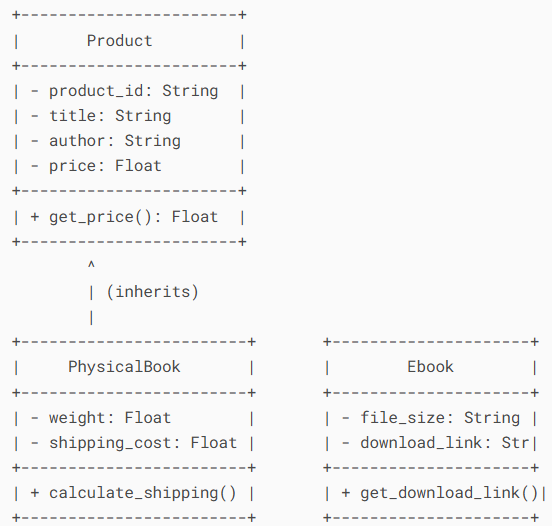 +-----------------------+
|       Product         |
+-----------------------+
| - product_id: String  |
| - title: String       |
| - author: String      |
| - price: Float        |
+-----------------------+
| + get_price(): Float  |
+-----------------------+
        ^
        | (inherits)
        |
+------------------------+       +---------------------+
|     PhysicalBook       |       |        Ebook        |
+------------------------+       +---------------------+
| - weight: Float        |       | - file_size: String |
| - shipping_cost: Float |       | - download_link: Str|
+------------------------+       +---------------------+
| + calculate_shipping() |       | + get_download_link()|
+------------------------+       +---------------------+